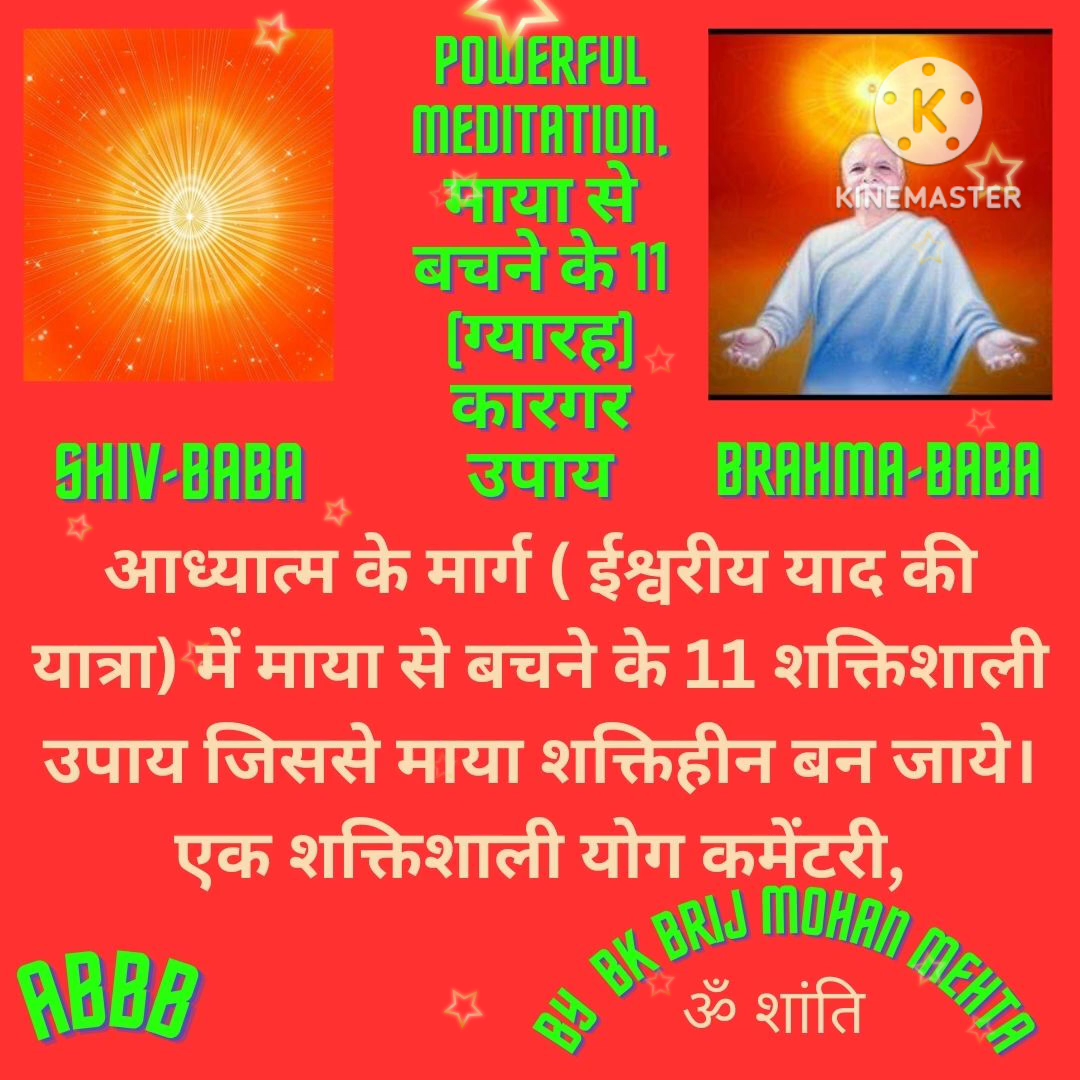 POWERFUL
MEDITATION,
माया से
बचने के 11
(ग्यारह)
कारगर
उपाय
K
KINEMASTER
SHIV-BABA
BRAHMA-BABA
आध्यात्म के मार्ग ( ईश्वरीय याद की
यात्रा) में माया से बचने के 11 शक्तिशाली
उपाय जिससे माया शक्तिहीन बन जाये।
एक शक्तिशाली योग कमेंटरी,
ABBB
BY BK BRIJ MOHAN MEHTA
ॐ शांति